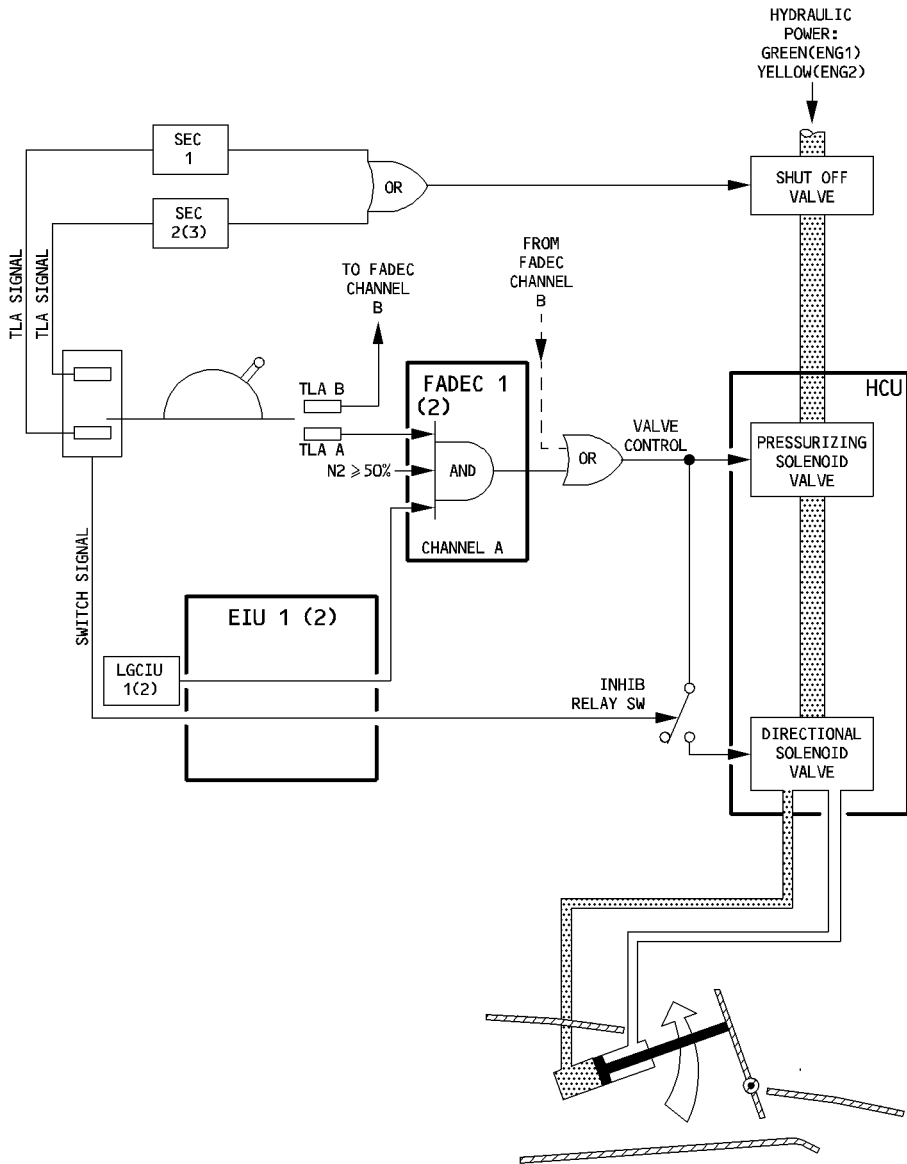 HYDRAULIC
POWER:
GREEN(ENG1)
YELLOW(ENG2)
SEC
1
OR
SHUT OFF
VALVE
SEC
2(3)
TLA SIGNAL
TLA SIGNAL
TO FADEC
CHANNEL
B
FROM
FADEC
CHANNEL
B
HCU
FADEC 1
(2)
TLA B
TLA A
N2 ⩾ 50%
AND
CHANNEL A
OR
VALVE
CONTROL
PRESSURIZING
SOLENOID
VALVE
SWITCH SIGNAL
EIU 1 (2)
LGCIU
1(2)
INHIB
RELAY SW
DIRECTIONAL
SOLENOID
VALVE